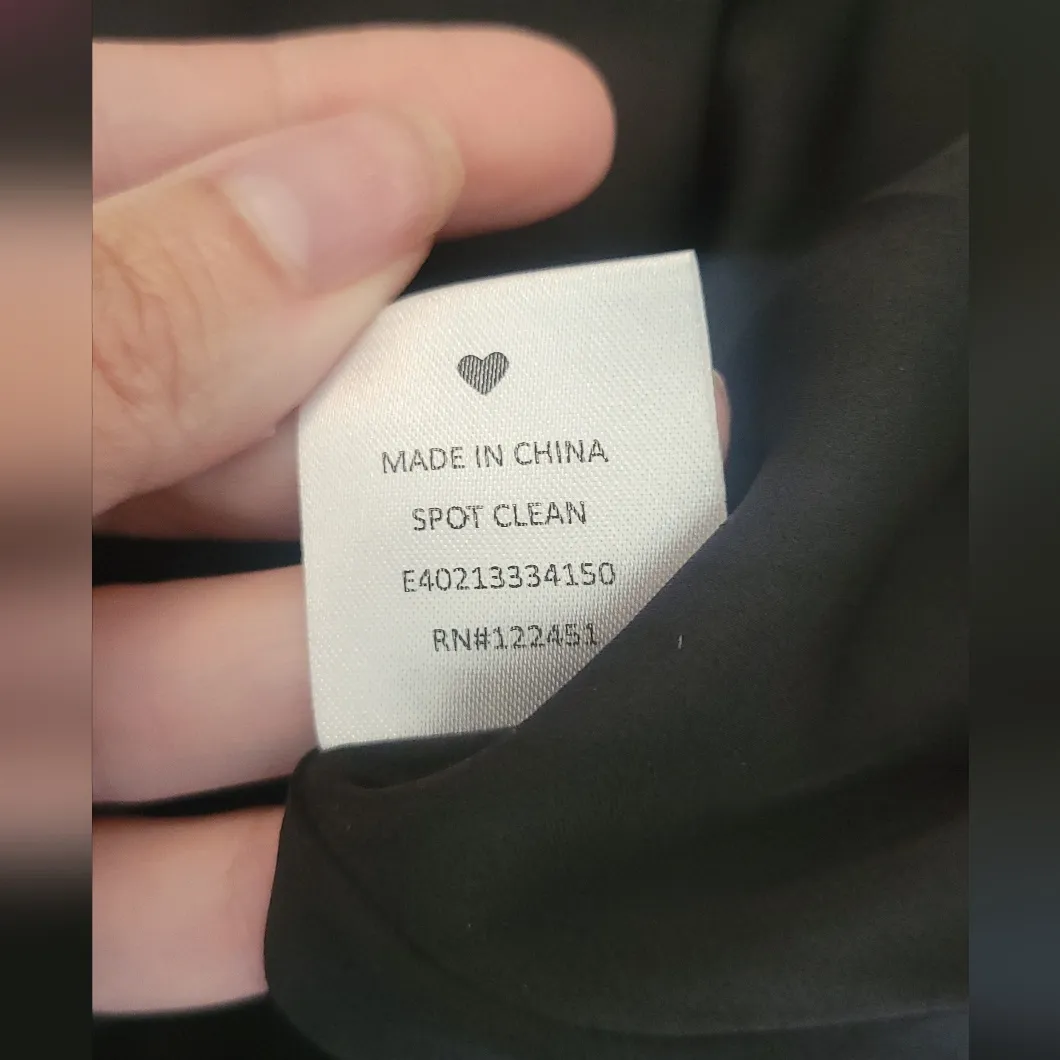 MADE IN CHINA
SPOT CLEAN
E40213334150
RN#122451